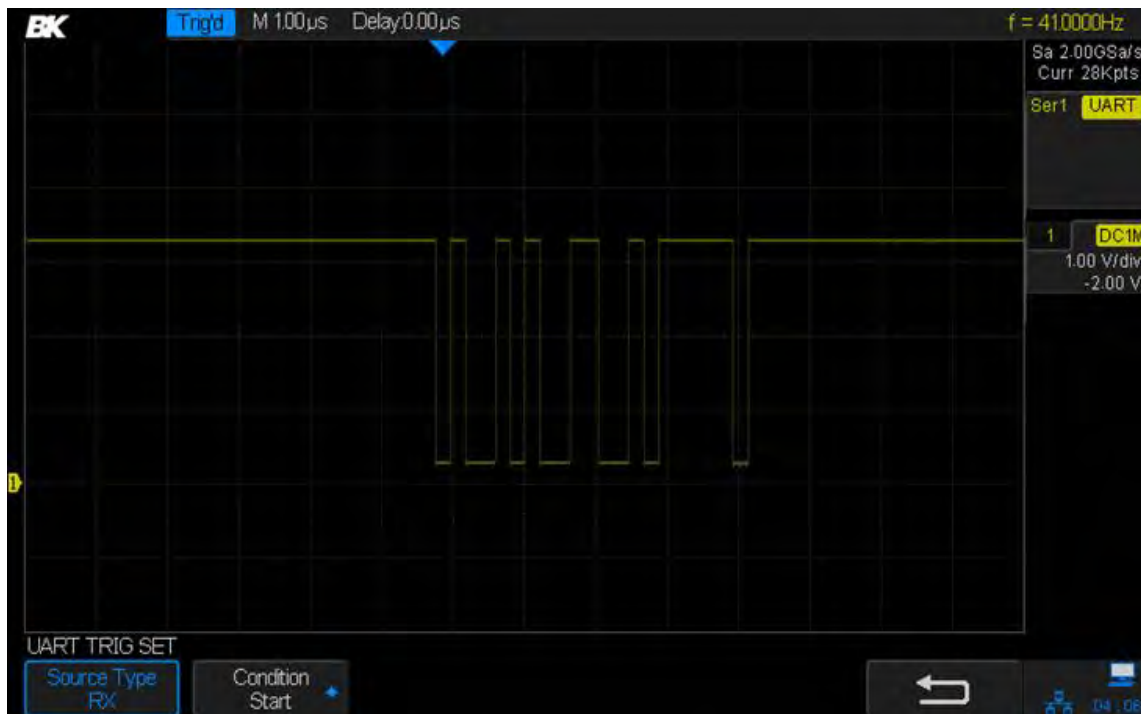 BK Trig'd M 1.00µs Delay:0.00µs f = 41.0000Hz
Sa 2.00GSa/s
Curr 28Kpts
Ser1 UART
1 DC1M
1.00 V/div
-2.00 V
1
UART TRIG SET
Source Type
RX
Condition
Start